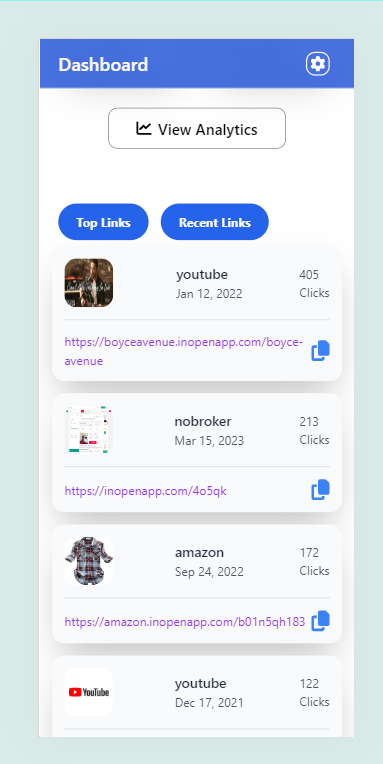 Dashboard
View Analytics
Top Links
Recent Links
youtube
Jan 12, 2022
405
Clicks
https://boyceavenue.inopenapp.com/boyce-
avenue
nobroker
Mar 15, 2023
213
Clicks
https://inopenapp.com/4o5qk
amazon
Sep 24, 2022
172
Clicks
https://amazon.inopenapp.com/b01n5qh183
YouTube
youtube
Dec 17, 2021
122
Clicks